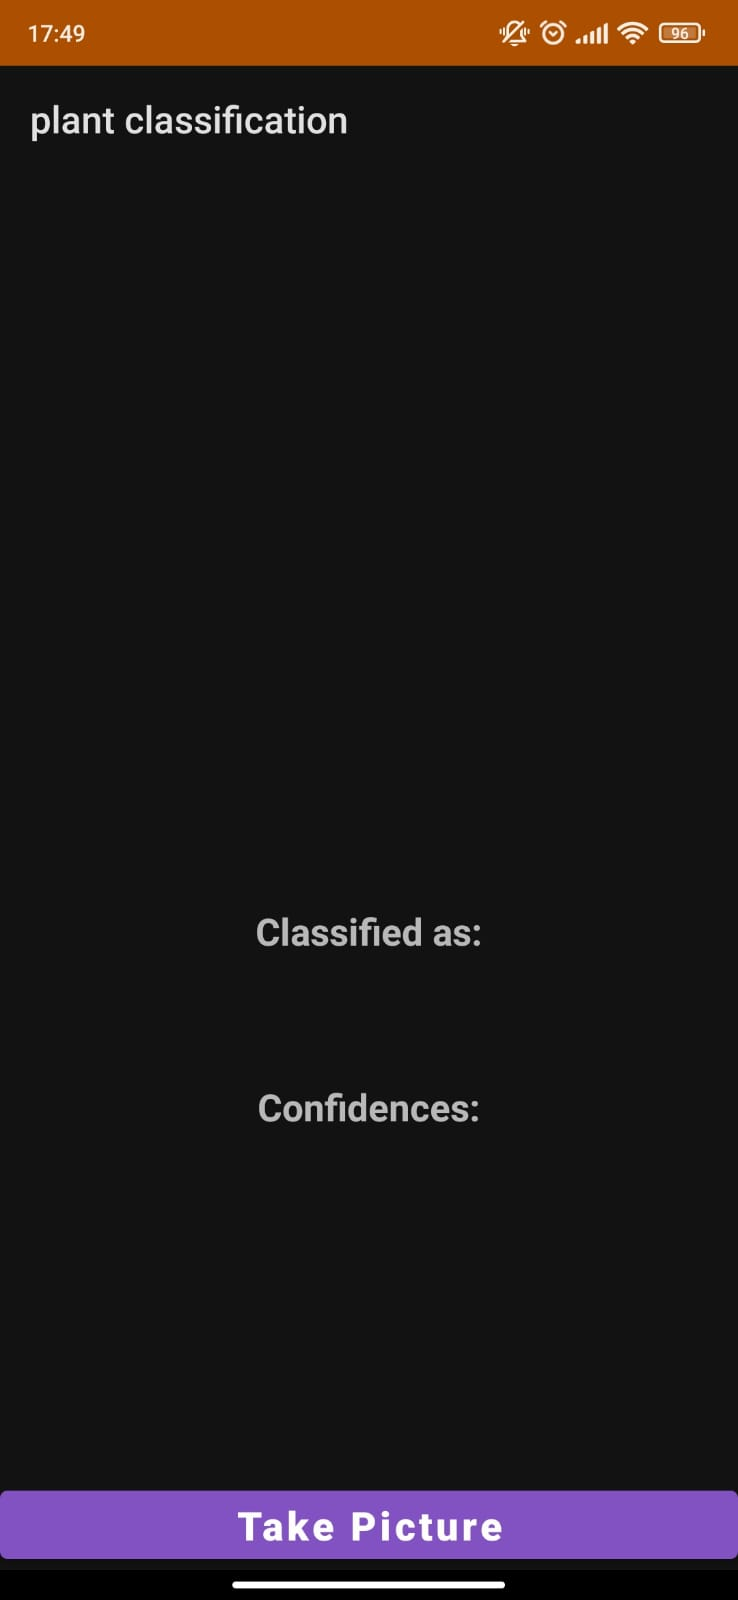 17:49
96
plant classification
Classified as:
Confidences:
Take Picture